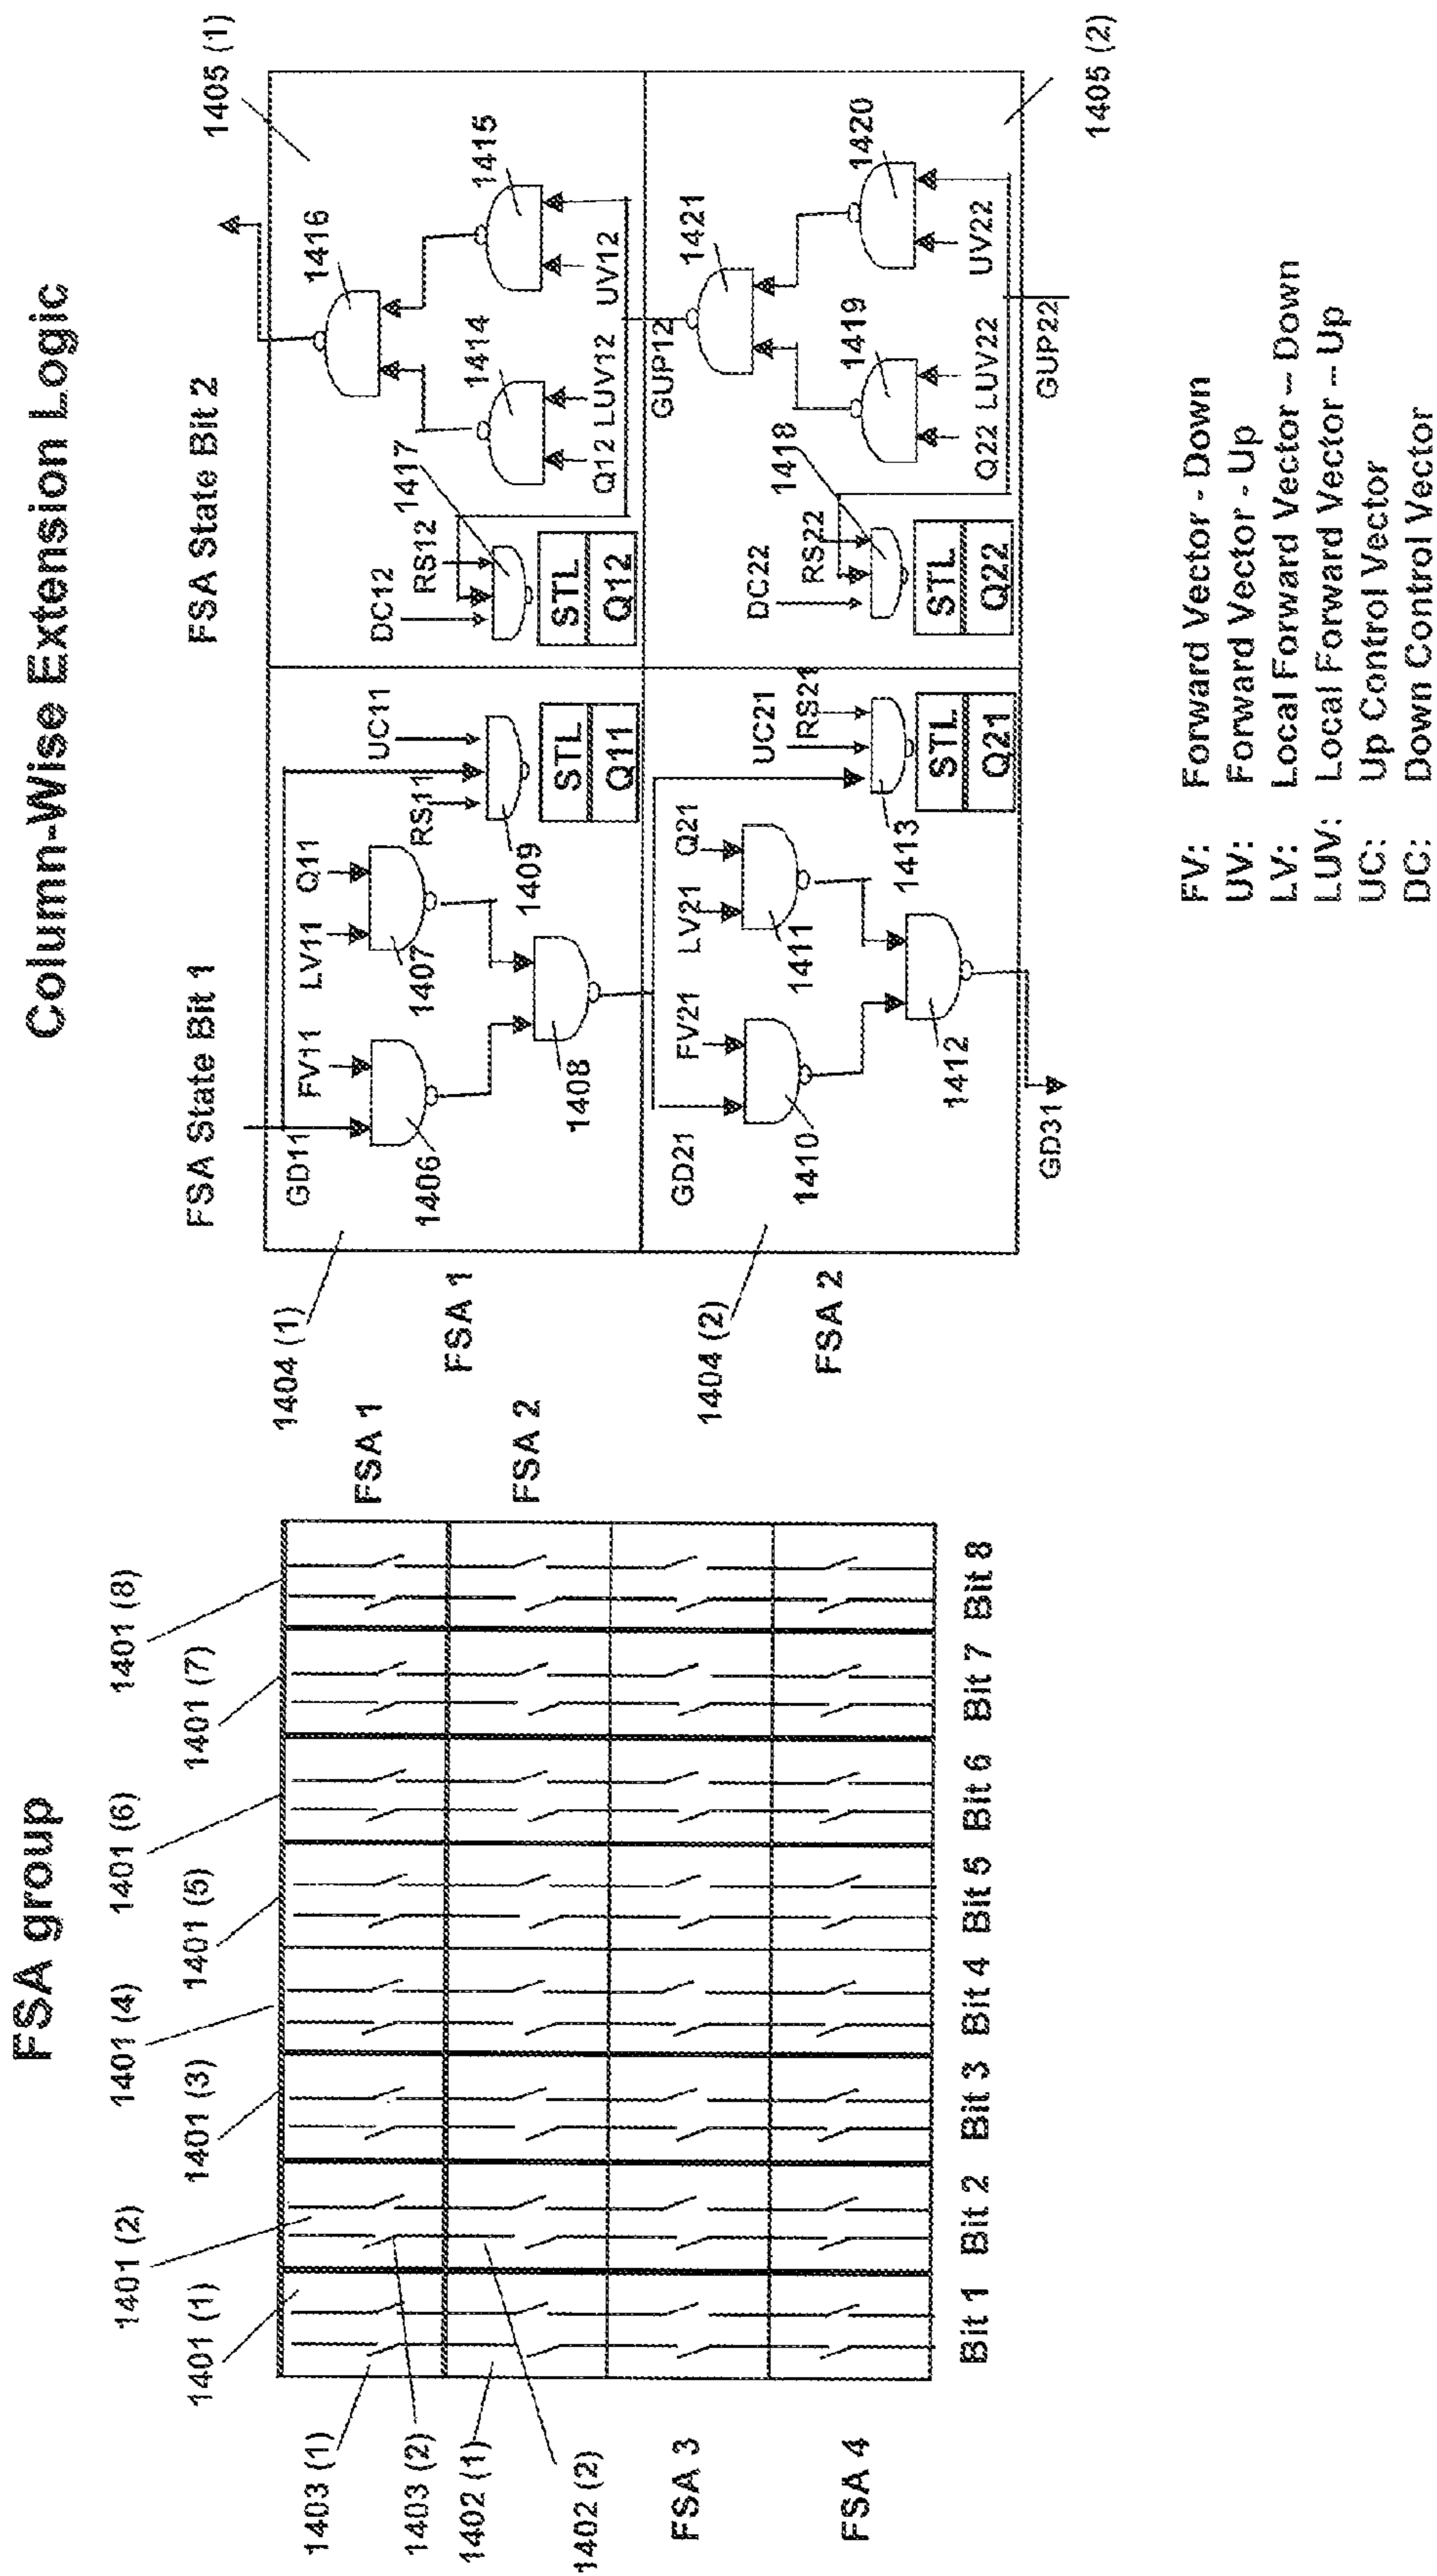 FSA group
1401 (2)
1401 (4)
1401 (6)
1401 (8)
1401 (1)
1401 (3)
1401 (5)
1401 (7)
1403 (1)
1403 (2)
1402 (1)
1402 (2)
FSA 3
FSA 4
FSA 1
FSA 2
Bit 1 Bit 2 Bit 3 Bit 4 Bit 5 Bit 6 Bit 7 Bit 8
Column-Wise Extension Logic
FSA State Bit 1
FSA State Bit 2
1404 (1)
FSA 1
1404 (2)
FSA 2
1405 (1)
1405 (2)
GD11
FV11
LV11
Q11
RS11
UC11
1406
1407
1408
1409
STL
Q11
DC12
RS12
1417
STL
Q12
1416
1414
1415
Q12 LUV12
UV12
GUP12
GD21
FV21
LV21
Q21
UC21
RS21
1410
1411
1412
1413
STL
Q21
GD31
DC22
RS22
1418
STL
Q22
1421
1419
1420
Q22 LUV22
UV22
GUP22
FV: Forward Vector - Down
UV: Forward Vector - Up
LV: Local Forward Vector – Down
LUV: Local Forward Vector – Up
UC: Up Control Vector
DC: Down Control Vector